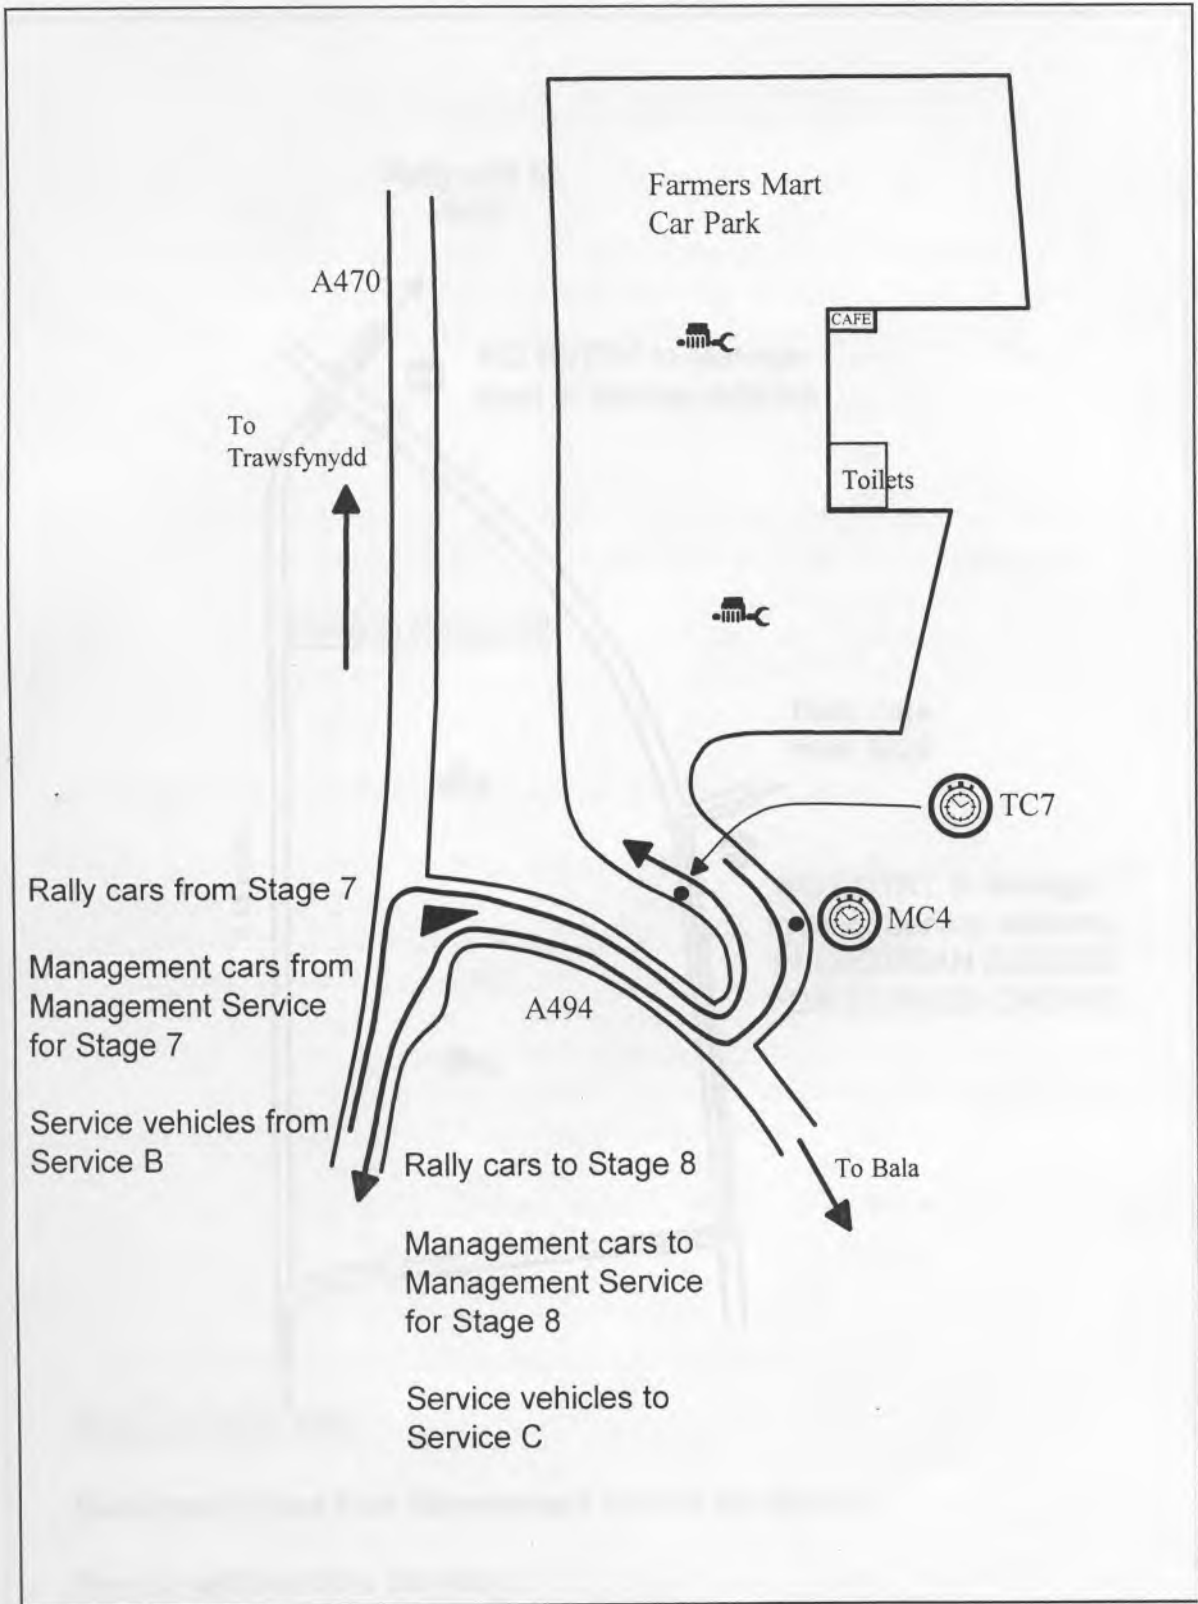 Farmers Mart
Car Park
A470
CAFE
To
Trawsfynydd
Toilets
TC7
Rally cars from Stage 7
MC4
Management cars from
Management Service
for Stage 7
A494
Service vehicles from
Service B
Rally cars to Stage 8
To Bala
Management cars to
Management Service
for Stage 8
Service vehicles to
Service C